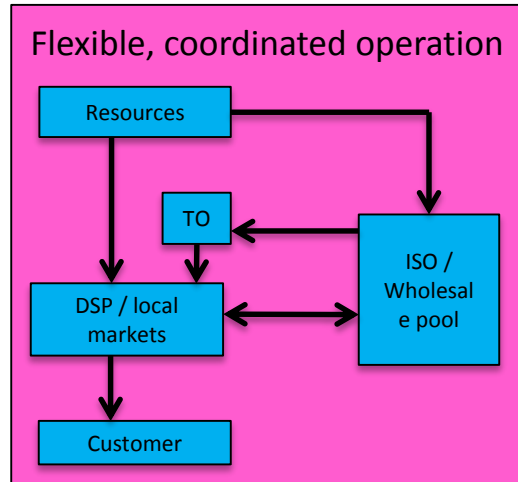 Flexible, coordinated operation
Resources
TO
ISO /
Wholesal
e pool
DSP / local
markets
Customer